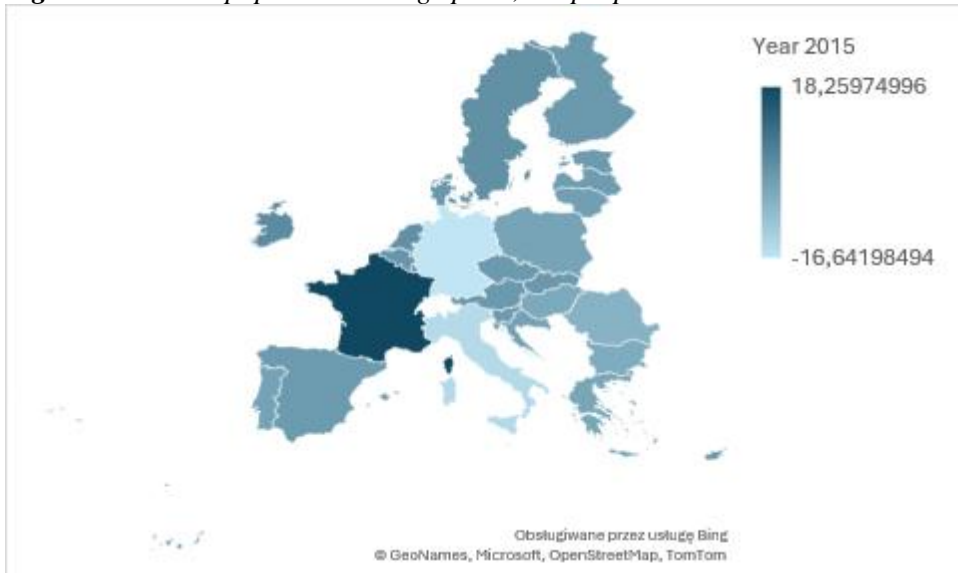 Year 2015
18,25974996
-16,64198494
Obsługiwane przez usługę Bing
© GeoNames, Microsoft, OpenStreetMap, TomTom